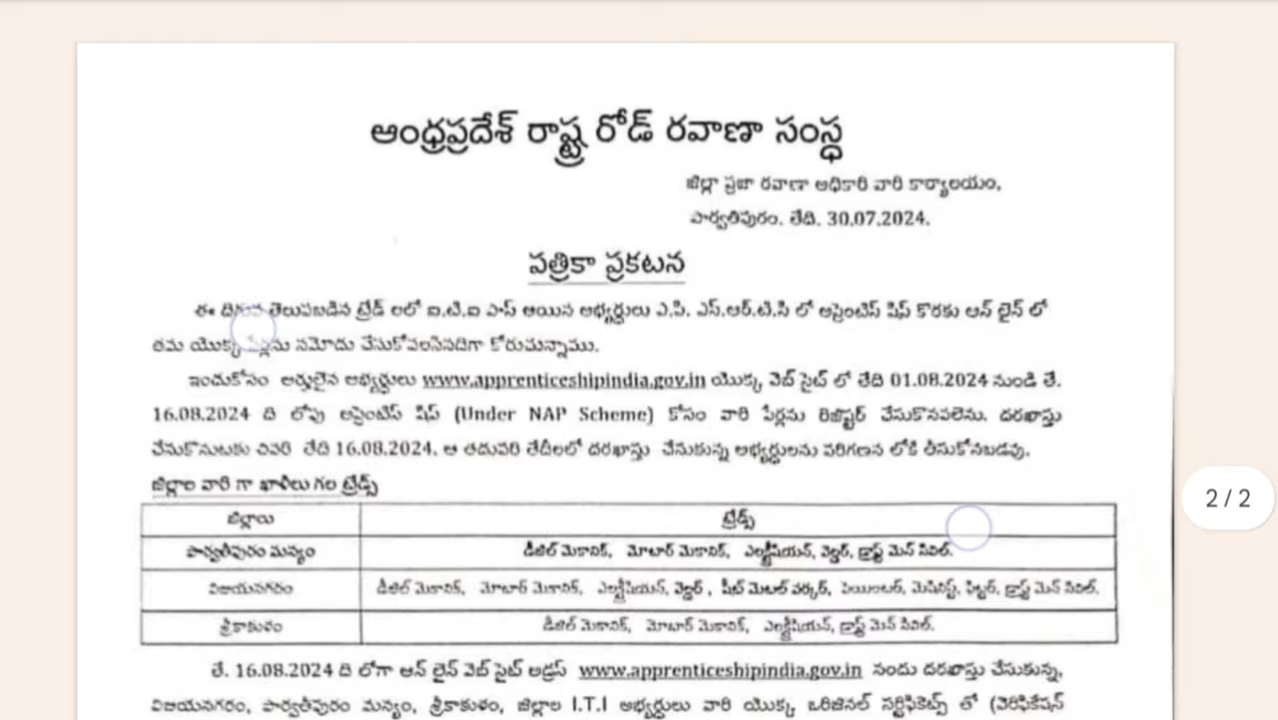 ఆంధ్రప్రదేశ్ రాష్ట్ర రోడ్ రవాణా సంస్థ
జిల్లా ప్రజా రవాణా అధికారి వారి కార్యాలయం,
పార్వతీపురం. తేది. 30.07.2024.
పత్రికా ప్రకటన
ఈ దిగువ తెలుపబడిన ట్రేడ్ లలో ఐ.టి.ఐ పాస్ అయిన అభ్యర్థులు ఎ.పి. ఎస్.ఆర్.టి.సి లో అప్రెంటిస్ షిప్ కొరకు ఆన్ లైన్ లో
తమ యొక్క పేర్లను నమోదు చేసుకోవలసినదిగా కోరుచున్నాము.
ఇందుకోసం అర్హులైన అభ్యర్థులు www.apprenticeshipindia.gov.in యొక్క వెబ్ సైట్ లో తేది 01.08.2024 నుండి తే.
16.08.2024 ది లోపు అప్రెంటిస్ షిప్ (Under NAP Scheme) కోసం వారి పేర్లను రిజిస్టర్ చేసుకొనవలెను. దరఖాస్తు
చేసుకొనుటకు చివరి తేది 16.08.2024. ఆ తదుపరి తేదీలలో దరఖాస్తు చేసుకున్న అభ్యర్థులను పరిగణన లోకి తీసుకోనబడవు.
జిల్లాల వారి గా ఖాళీలు గల ట్రేడ్స్
జిల్లాలు ట్రేడ్స్
పార్వతీపురం మన్యం డీజిల్ మెకానిక్, మోటార్ మెకానిక్, ఎలక్ట్రీషియన్, వెల్డర్, డ్రాఫ్ట్ మెన్ సివిల్.
విజయనగరం డీజిల్ మెకానిక్, మోటార్ మెకానిక్, ఎలక్ట్రీషియన్, వెల్డర్ , షీట్ మెటల్ వర్కర్, పెయింటర్, మెషినిస్ట్, ఫిట్టర్, డ్రాఫ్ట్ మెన్ సివిల్.
శ్రీకాకుళం డీజిల్ మెకానిక్, మోటార్ మెకానిక్, ఎలక్ట్రీషియన్, డ్రాఫ్ట్ మెన్ సివిల్.
తే. 16.08.2024 ది లోగా ఆన్ లైన్ వెబ్ సైట్ అడ్రస్ www.apprenticeshipindia.gov.in నందు దరఖాస్తు చేసుకున్న,
విజయనగరం, పార్వతీపురం మన్యం, శ్రీకాకుళం, జిల్లాల I.T.I అభ్యర్థులు వారి యొక్క ఒరిజినల్ సర్టిఫికెట్స్ తో (వెరిఫికేషన్
2 / 2